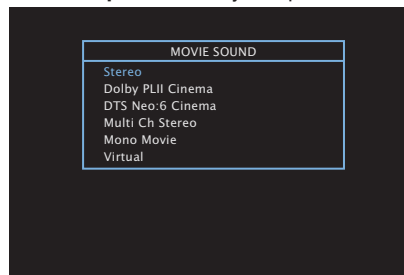 MOVIE SOUND
Stereo
Dolby PLII Cinema
DTS Neo:6 Cinema
Multi Ch Stereo
Mono Movie
Virtual